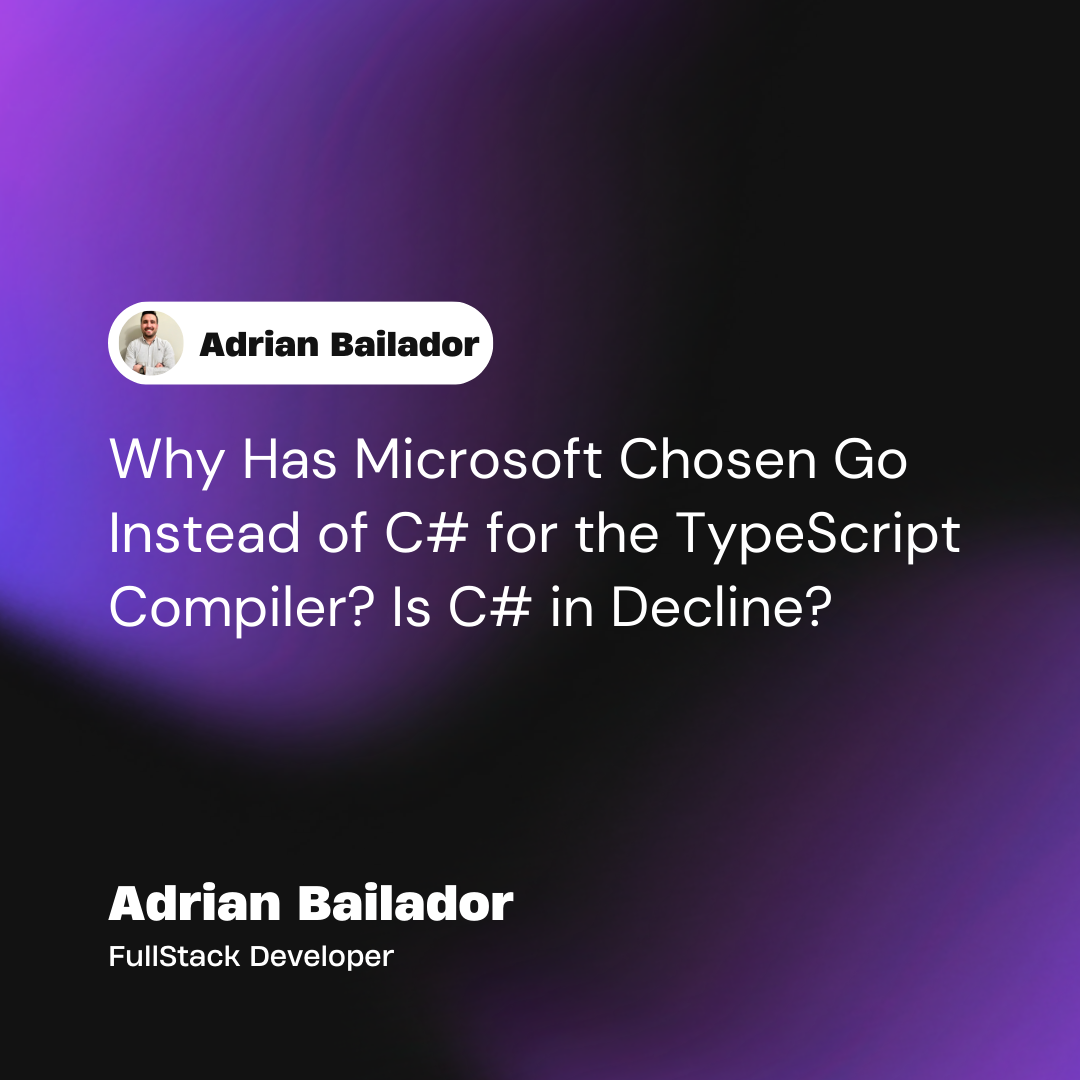 Adrian Bailador
Why Has Microsoft Chosen Go
Instead of C# for the TypeScript
Compiler? Is C# in Decline?
Adrian Bailador
FullStack Developer